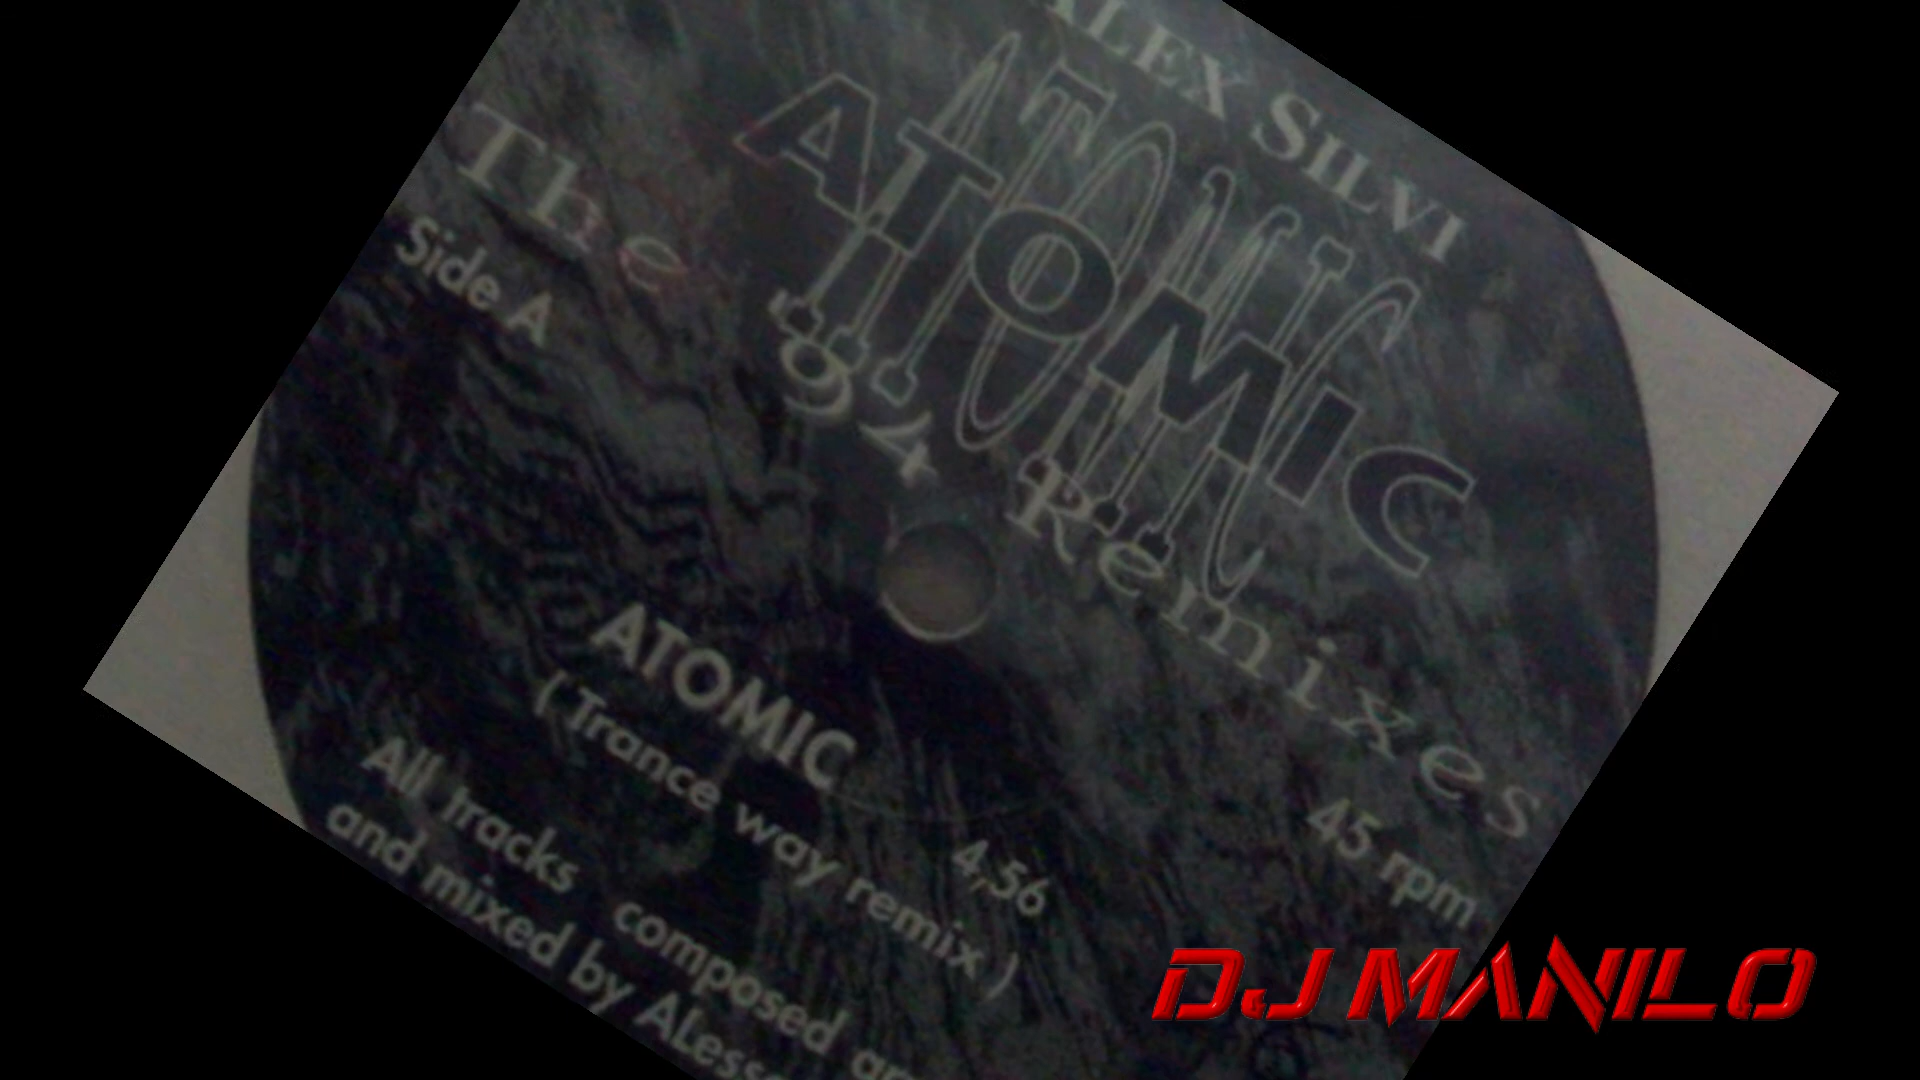 ALEX SILVI
ATOMIC
ATOMIC
The '94 Remixes
Side A
45 rpm
ATOMIC 4,56
(Trance way remix)
All tracks composed
and mixed by
DJ MANILO